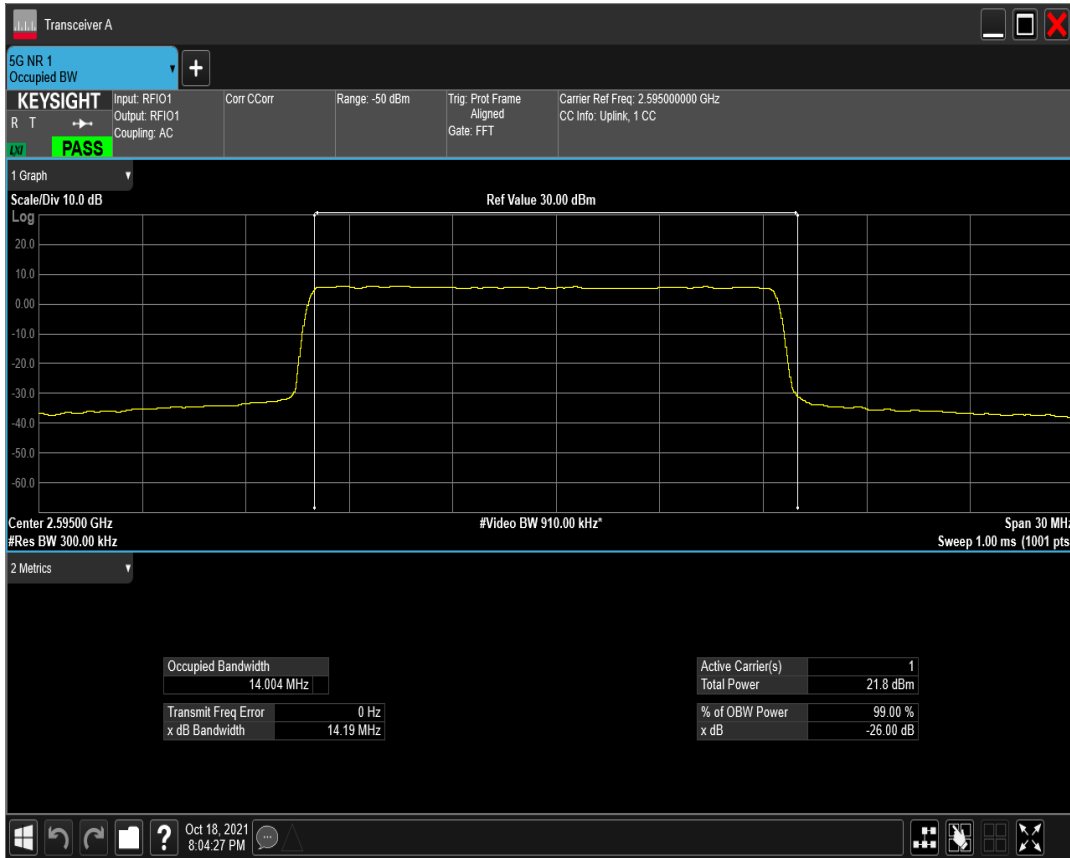 Transceiver A
5G NR 1
Occupied BW
KEYSIGHT
R T
LXI
PASS
Input: RFIO1
Output: RFIO1
Coupling: AC
Corr CCorr
Range: -50 dBm
Trig: Prot Frame
Aligned
Gate: FFT
Carrier Ref Freq: 2.595000000 GHz
CC Info: Uplink, 1 CC
1 Graph
Scale/Div 10.0 dB
Ref Value 30.00 dBm
Log
20.0
10.0
0.00
-10.0
-20.0
-30.0
-40.0
-50.0
-60.0
Center 2.59500 GHz
#Video BW 910.00 kHz*
Span 30 MHz
#Res BW 300.00 kHz
Sweep 1.00 ms (1001 pts
2 Metrics
Occupied Bandwidth
14.004 MHz
Transmit Freq Error 0 Hz
x dB Bandwidth 14.19 MHz
Active Carrier(s) 1
Total Power 21.8 dBm
% of OBW Power 99.00 %
x dB -26.00 dB
Oct 18, 2021
8:04:27 PM